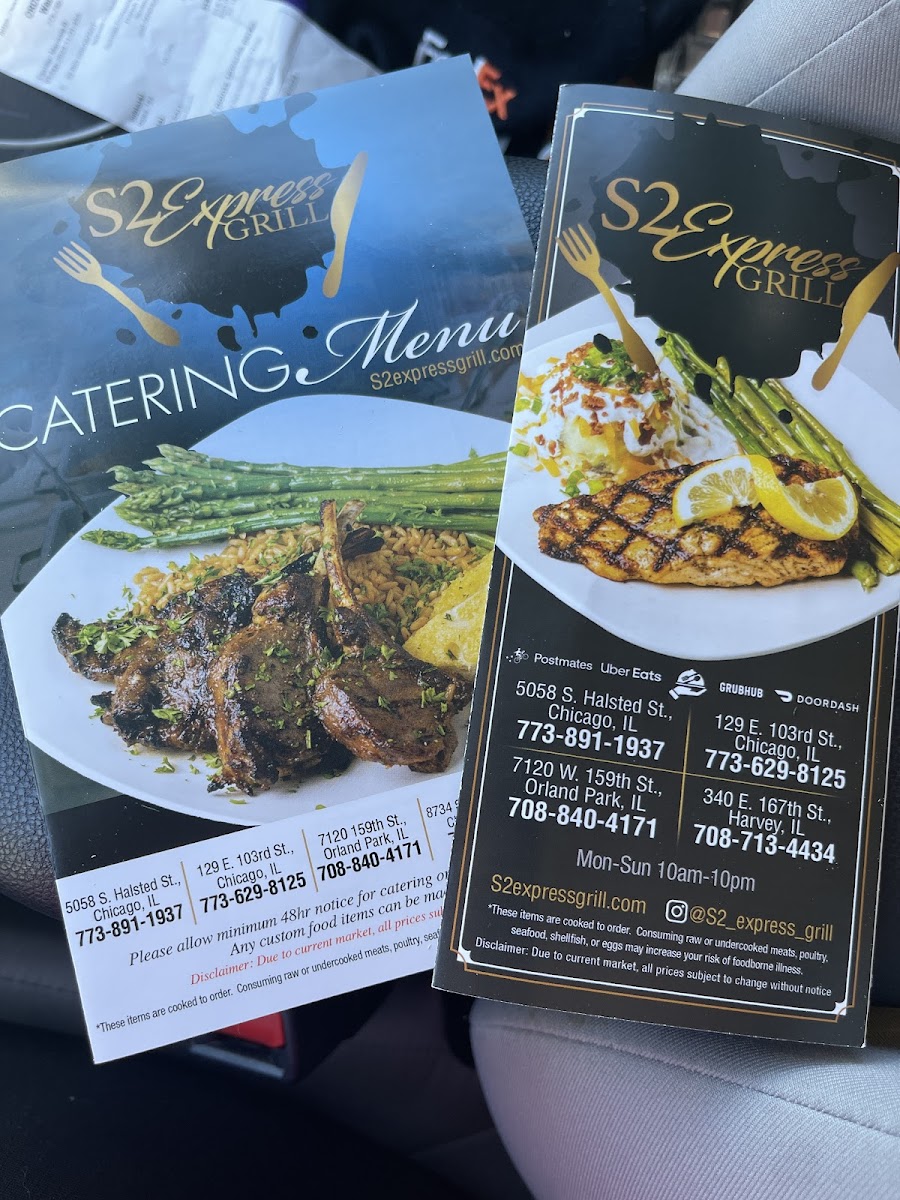 S2Express
GRILL
CATERING Menu
S2expressgrill.com
5058 S. Halsted St.,
Chicago, IL
773-891-1937
129 E. 103rd St.,
Chicago, IL
773-629-8125
7120 159th St.,
Orland Park, IL
708-840-4171
8734
Please allow minimum 48hr notice for catering
Any custom food items can be
Disclaimer: Due to current market, all prices
*These items are cooked to order. Consuming raw or undercooked meats, poultry,
S2Express
GRILL
Postmates Uber Eats GRUBHUB DOORDASH
5058 S. Halsted St.,
Chicago, IL
773-891-1937
129 E. 103rd St.,
Chicago, IL
773-629-8125
7120 W. 159th St.,
Orland Park, IL
708-840-4171
340 E. 167th St.,
Harvey, IL
708-713-4434
Mon-Sun 10am-10pm
S2expressgrill.com @S2_express_grill
*These items are cooked to order. Consuming raw or undercooked meats, poultry,
seafood, shellfish, or eggs may increase your risk of foodborne illness.
Disclaimer: Due to current market, all prices subject to change without notice